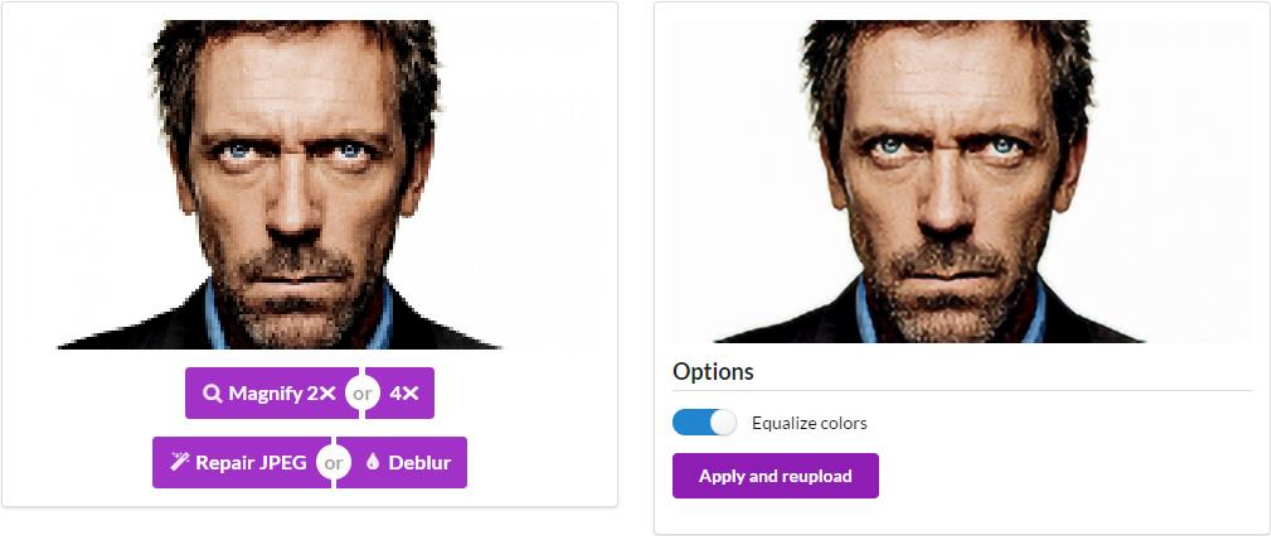 Magnify 2× or 4×
Repair JPEG or Deblur
Options
Equalize colors
Apply and reupload